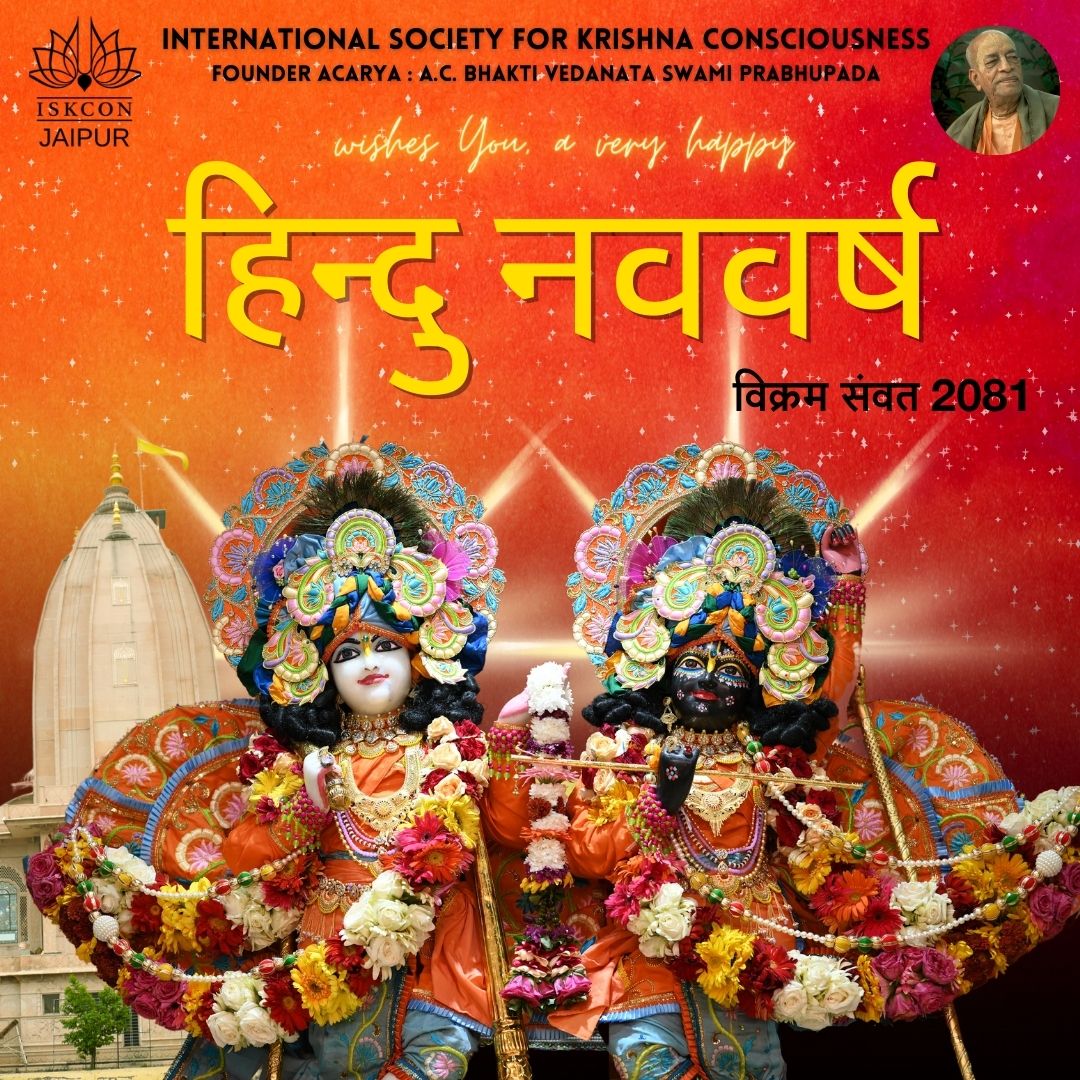 ISKCON
JAIPUR
INTERNATIONAL SOCIETY FOR KRISHNA CONSCIOUSNESS
FOUNDER ACARYA : A.C. BHAKTI VEDANATA SWAMI PRABHUPADA
wishes You, a very happy
हिन्दु नववर्ष
विक्रम संवत 2081